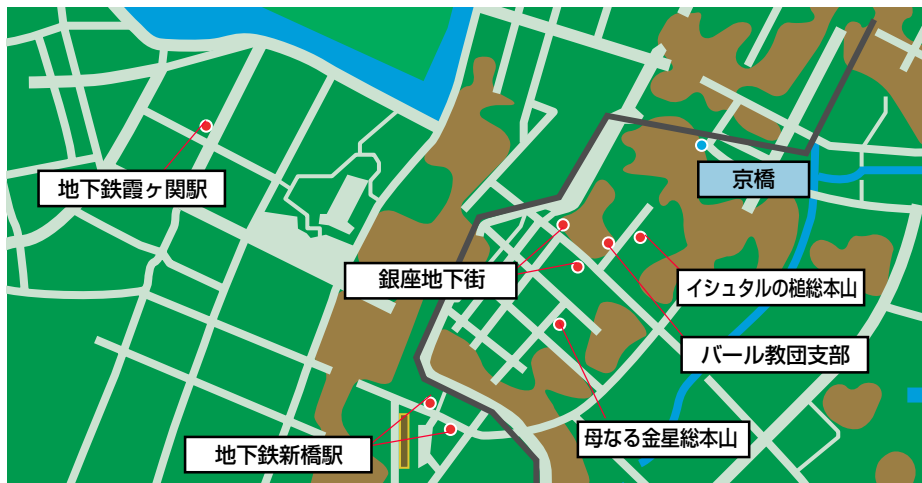 地下鉄霞ヶ関駅
京橋
銀座地下街
イシュタルの槌総本山
バール教団支部
母なる金星総本山
地下鉄新橋駅